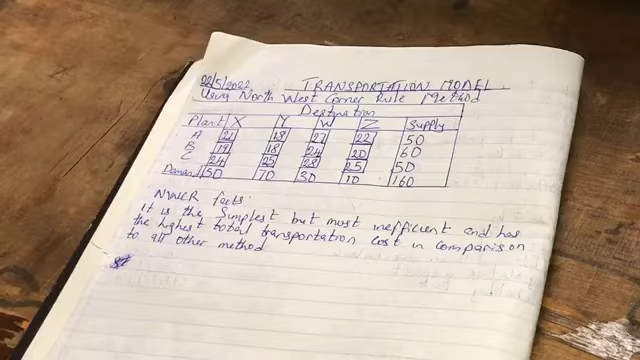 02/5/2022 TRANSPORTATION MODEL
Using North West Corner Rule Method
Destination
Plant X Y W Z Supply
A 21 18 27 22 50
B 19 18 24 20 60
C 24 25 28 25 50
Demand 50 70 30 10 160
NWCR facts:
It is the simplest but most inefficient and has
the highest total transportation cost in comparison
to all other method